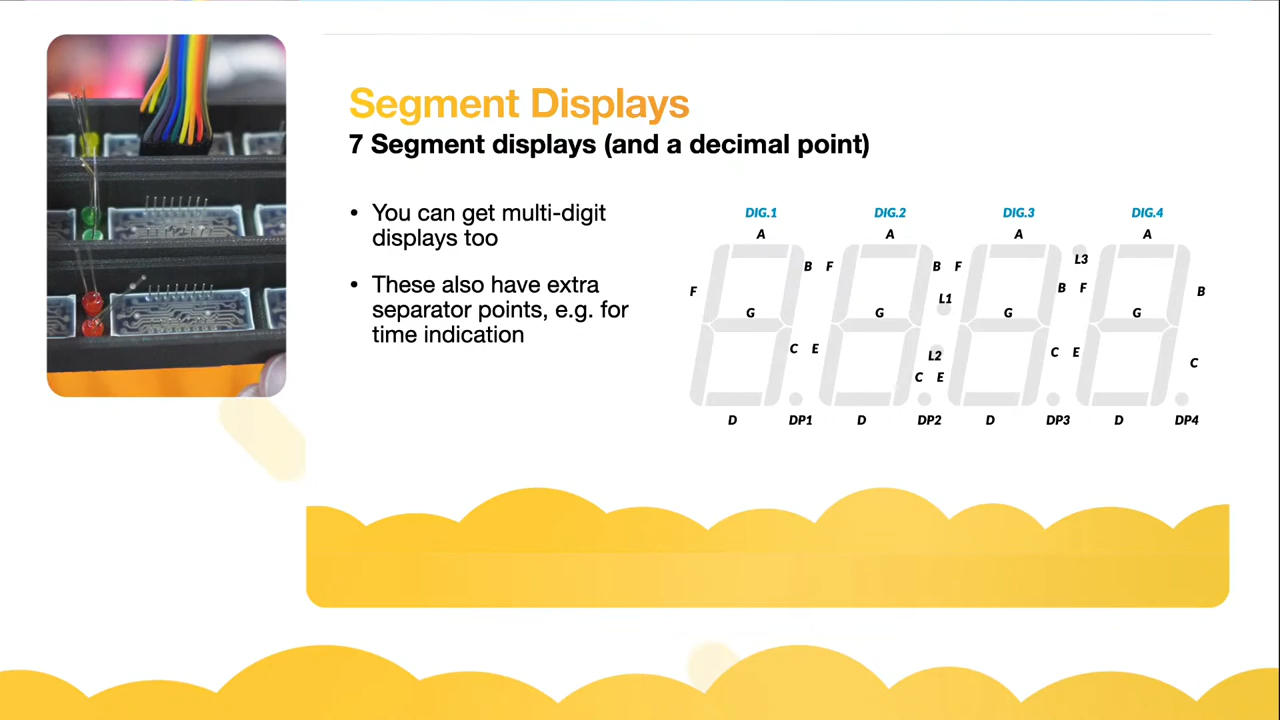 Segment Displays
7 Segment displays (and a decimal point)
• You can get multi-digit
displays too
• These also have extra
separator points, e.g. for
time indication
DIG.1 DIG.2 DIG.3 DIG.4
A A A A
L3
B F B F
B F
F B
L1
G G G G
C E
C E
L2
C
C E
D DP1 D DP2 D DP3 D DP4